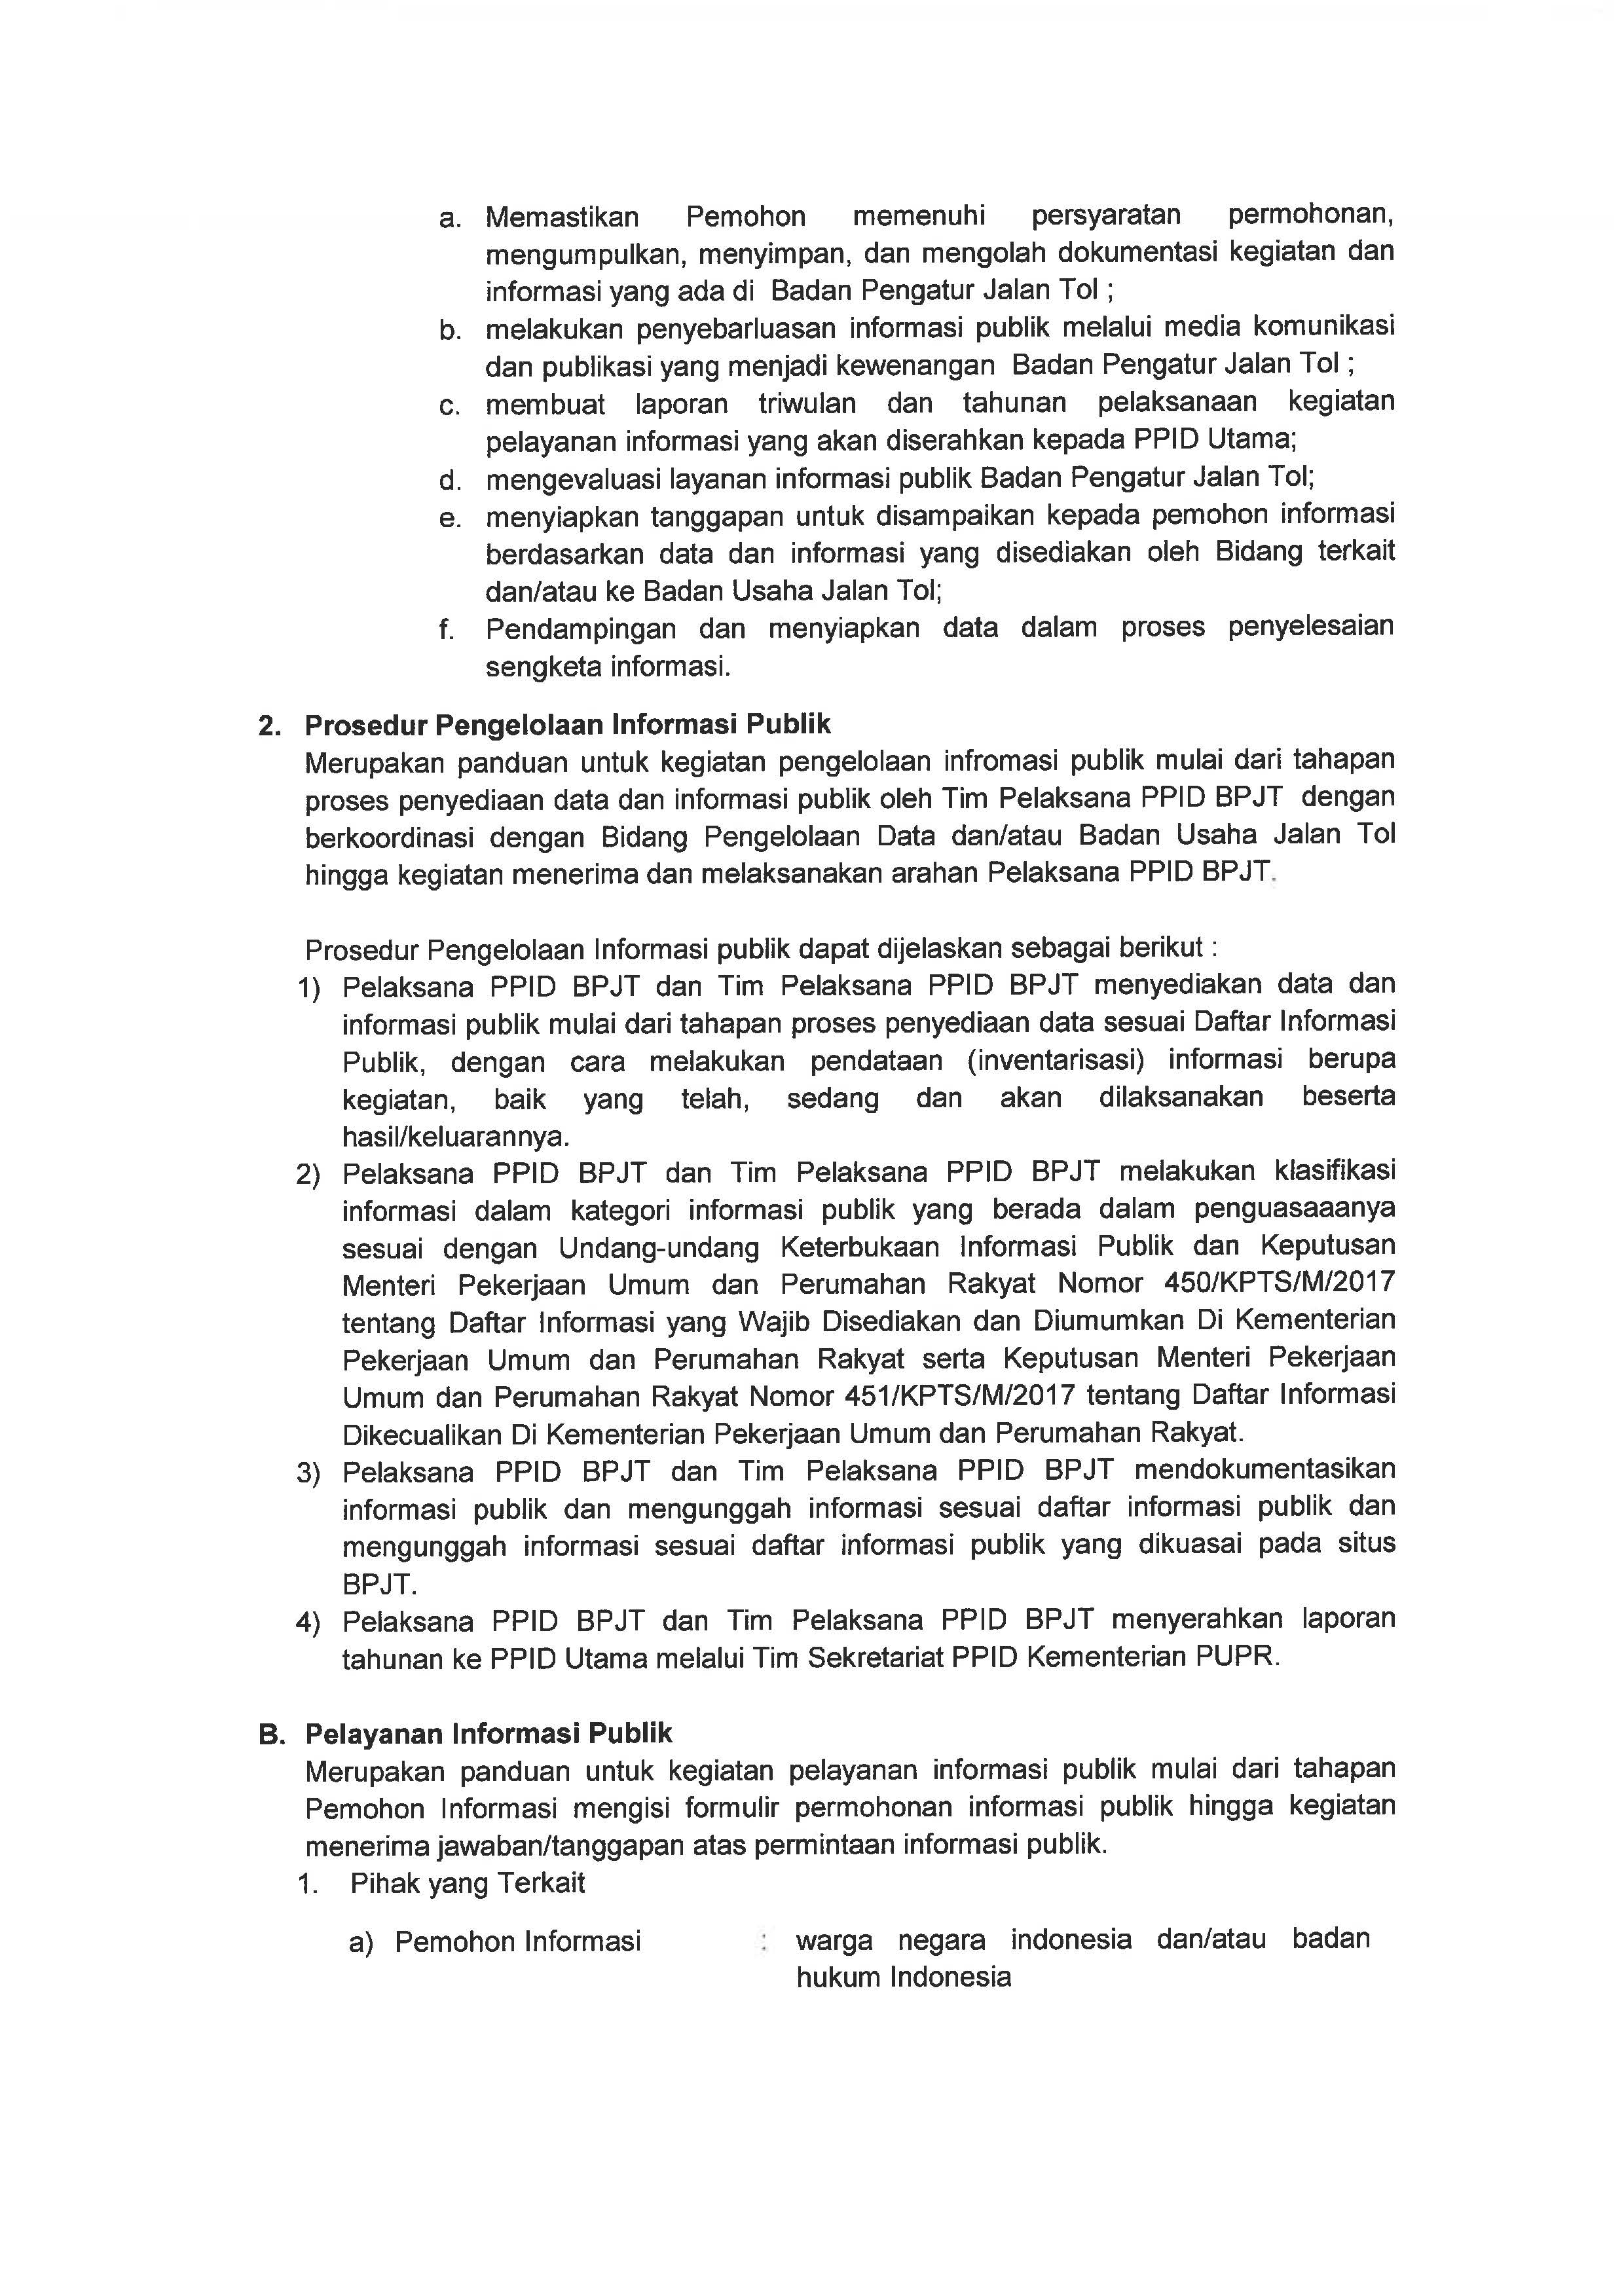 a. Memastikan Pemohon memenuhi persyaratan permohonan,
mengumpulkan, menyimpan, dan mengolah dokumentasi kegiatan dan
informasi yang ada di Badan Pengatur Jalan Tol ;
b. melakukan penyebarluasan informasi publik melalui media komunikasi
dan publikasi yang menjadi kewenangan Badan Pengatur Jalan Tol ;
c. membuat laporan triwulan dan tahunan pelaksanaan kegiatan
pelayanan informasi yang akan diserahkan kepada PPID Utama;
d. mengevaluasi layanan informasi publik Badan Pengatur Jalan Tol;
e. menyiapkan tanggapan untuk disampaikan kepada pemohon informasi
berdasarkan data dan informasi yang disediakan oleh Bidang terkait
dan/atau ke Badan Usaha Jalan Tol;
f. Pendampingan dan menyiapkan data dalam proses penyelesaian
sengketa informasi.
2. Prosedur Pengelolaan Informasi Publik
Merupakan panduan untuk kegiatan pengelolaan infromasi publik mulai dari tahapan
proses penyediaan data dan informasi publik oleh Tim Pelaksana PPID BPJT dengan
berkoordinasi dengan Bidang Pengelolaan Data dan/atau Badan Usaha Jalan Tol
hingga kegiatan menerima dan melaksanakan arahan Pelaksana PPID BPJT.
Prosedur Pengelolaan Informasi publik dapat dijelaskan sebagai berikut :
1) Pelaksana PPID BPJT dan Tim Pelaksana PPID BPJT menyediakan data dan
informasi publik mulai dari tahapan proses penyediaan data sesuai Daftar Informasi
Publik, dengan cara melakukan pendataan (inventarisasi) informasi berupa
kegiatan, baik yang telah, sedang dan akan dilaksanakan beserta
hasil/keluarannya.
2) Pelaksana PPID BPJT dan Tim Pelaksana PPID BPJT melakukan klasifikasi
informasi dalam kategori informasi publik yang berada dalam penguasaaanya
sesuai dengan Undang-undang Keterbukaan Informasi Publik dan Keputusan
Menteri Pekerjaan Umum dan Perumahan Rakyat Nomor 450/KPTS/M/2017
tentang Daftar Informasi yang Wajib Disediakan dan Diumumkan Di Kementerian
Pekerjaan Umum dan Perumahan Rakyat serta Keputusan Menteri Pekerjaan
Umum dan Perumahan Rakyat Nomor 451/KPTS/M/2017 tentang Daftar Informasi
Dikecualikan Di Kementerian Pekerjaan Umum dan Perumahan Rakyat.
3) Pelaksana PPID BPJT dan Tim Pelaksana PPID BPJT mendokumentasikan
informasi publik dan mengunggah informasi sesuai daftar informasi publik dan
mengunggah informasi sesuai daftar informasi publik yang dikuasai pada situs
BPJT.
4) Pelaksana PPID BPJT dan Tim Pelaksana PPID BPJT menyerahkan laporan
tahunan ke PPID Utama melalui Tim Sekretariat PPID Kementerian PUPR.
B. Pelayanan Informasi Publik
Merupakan panduan untuk kegiatan pelayanan informasi publik mulai dari tahapan
Pemohon Informasi mengisi formulir permohonan informasi publik hingga kegiatan
menerima jawaban/tanggapan atas permintaan informasi publik.
1. Pihak yang Terkait
a) Pemohon Informasi : warga negara indonesia dan/atau badan
hukum Indonesia